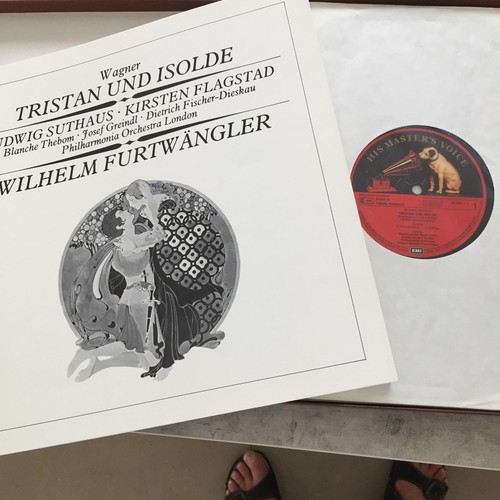 Wagner
TRISTAN UND ISOLDE
UDWIG SUTHAUS · KIRSTEN FLAGSTAD
Blanche Thebom · Josef Greindl · Dietrich Fischer-Dieskau
Philharmonia Orchestra London
WILHELM FURTWÄNGLER
HIS MASTER'S VOICE
EMI